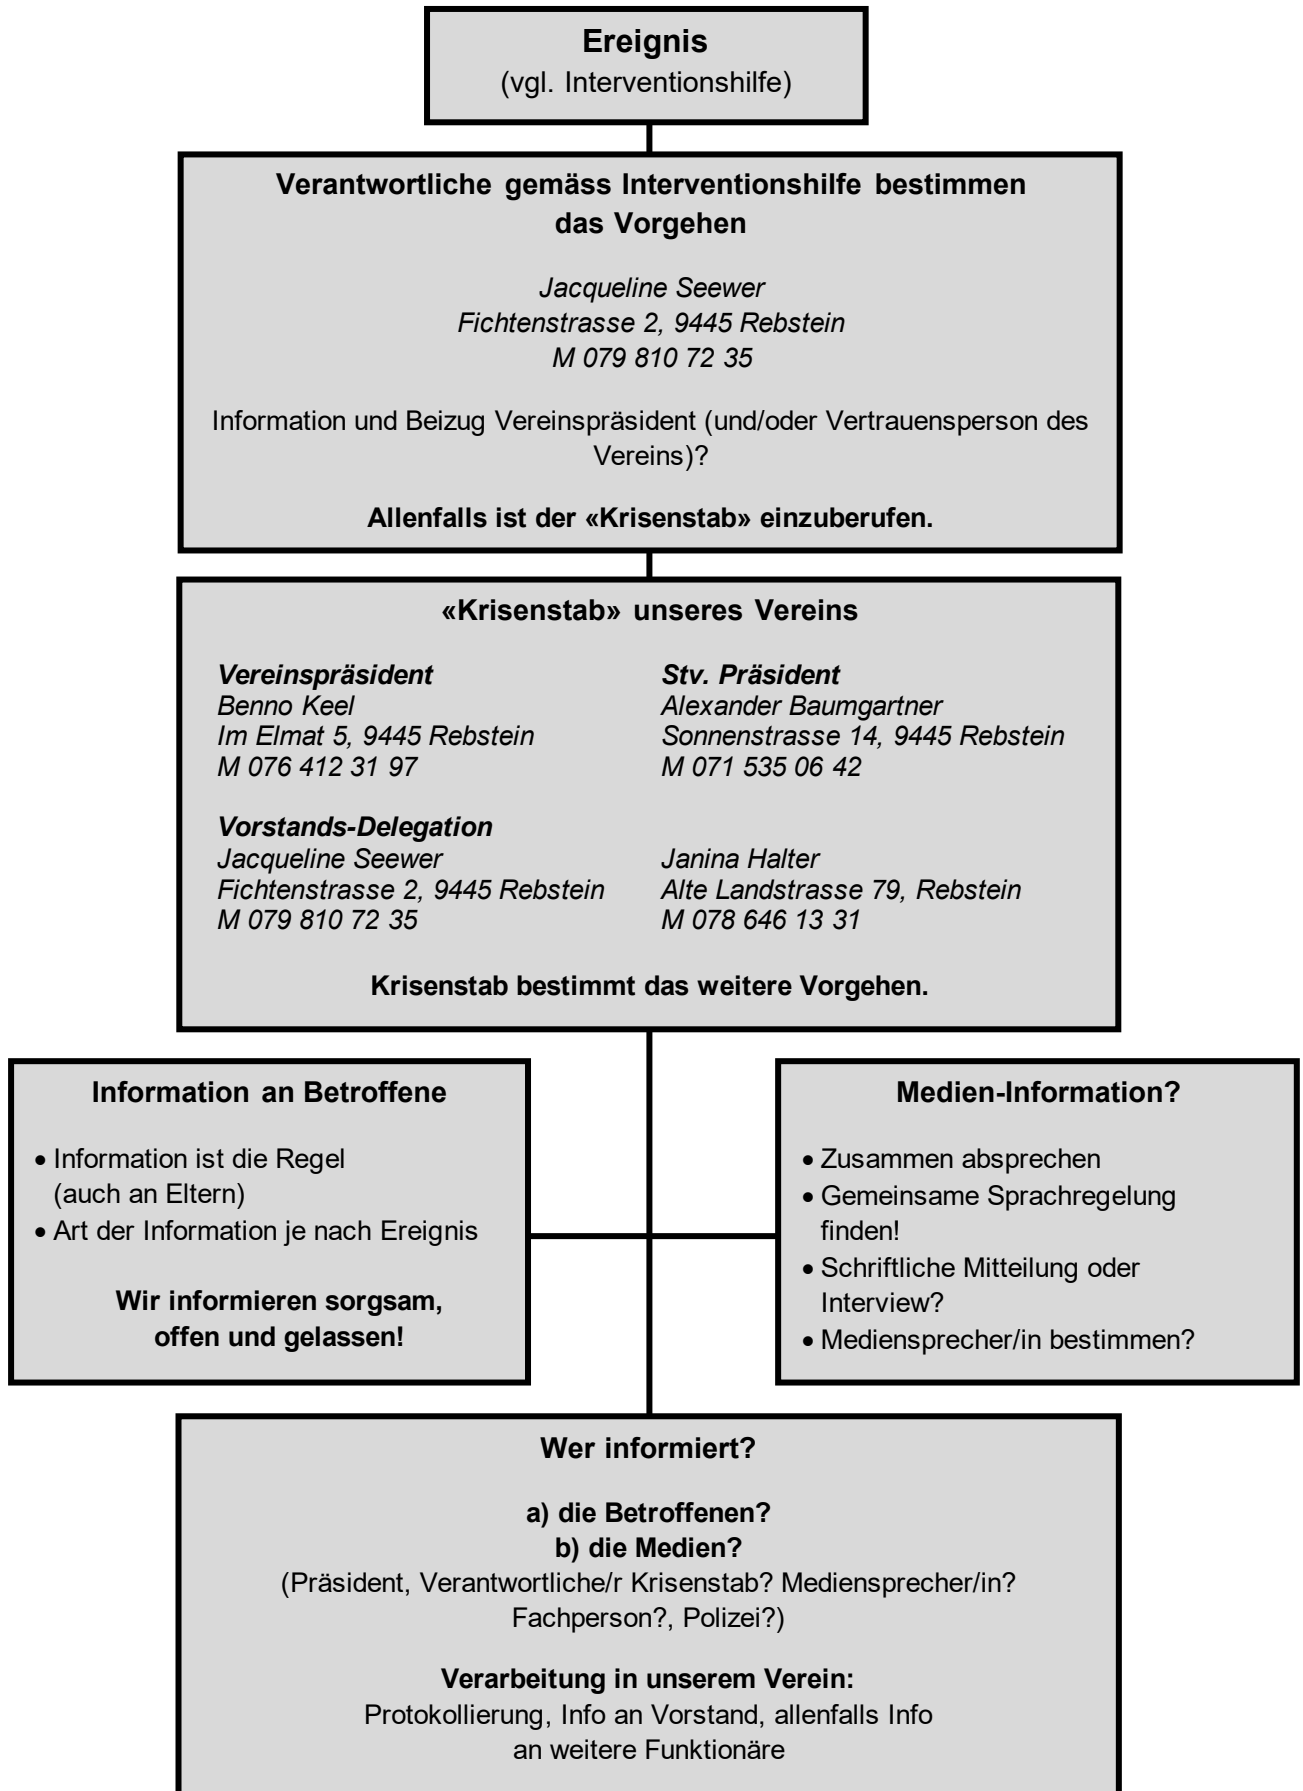 Ereignis
(vgl. Interventionshilfe)
Verantwortliche gemäss Interventionshilfe bestimmen
das Vorgehen
Jacqueline Seewer
Fichtenstrasse 2, 9445 Rebstein
M 079 810 72 35
Information und Beizug Vereinspräsident (und/oder Vertrauensperson des
Vereins)?
Allenfalls ist der «Krisenstab» einzuberufen.
«Krisenstab» unseres Vereins
Vereinspräsident
Benno Keel
Im Elmat 5, 9445 Rebstein
M 076 412 31 97
Stv. Präsident
Alexander Baumgartner
Sonnenstrasse 14, 9445 Rebstein
M 071 535 06 42
Vorstands-Delegation
Jacqueline Seewer
Fichtenstrasse 2, 9445 Rebstein
M 079 810 72 35
Janina Halter
Alte Landstrasse 79, Rebstein
M 078 646 13 31
Krisenstab bestimmt das weitere Vorgehen.
Information an Betroffene
• Information ist die Regel
(auch an Eltern)
• Art der Information je nach Ereignis
Wir informieren sorgsam,
offen und gelassen!
Medien-Information?
• Zusammen absprechen
• Gemeinsame Sprachregelung
finden!
• Schriftliche Mitteilung oder
Interview?
• Mediensprecher/in bestimmen?
Wer informiert?
a) die Betroffenen?
b) die Medien?
(Präsident, Verantwortliche/r Krisenstab? Mediensprecher/in?
Fachperson?, Polizei?)
Verarbeitung in unserem Verein:
Protokollierung, Info an Vorstand, allenfalls Info
an weitere Funktionäre